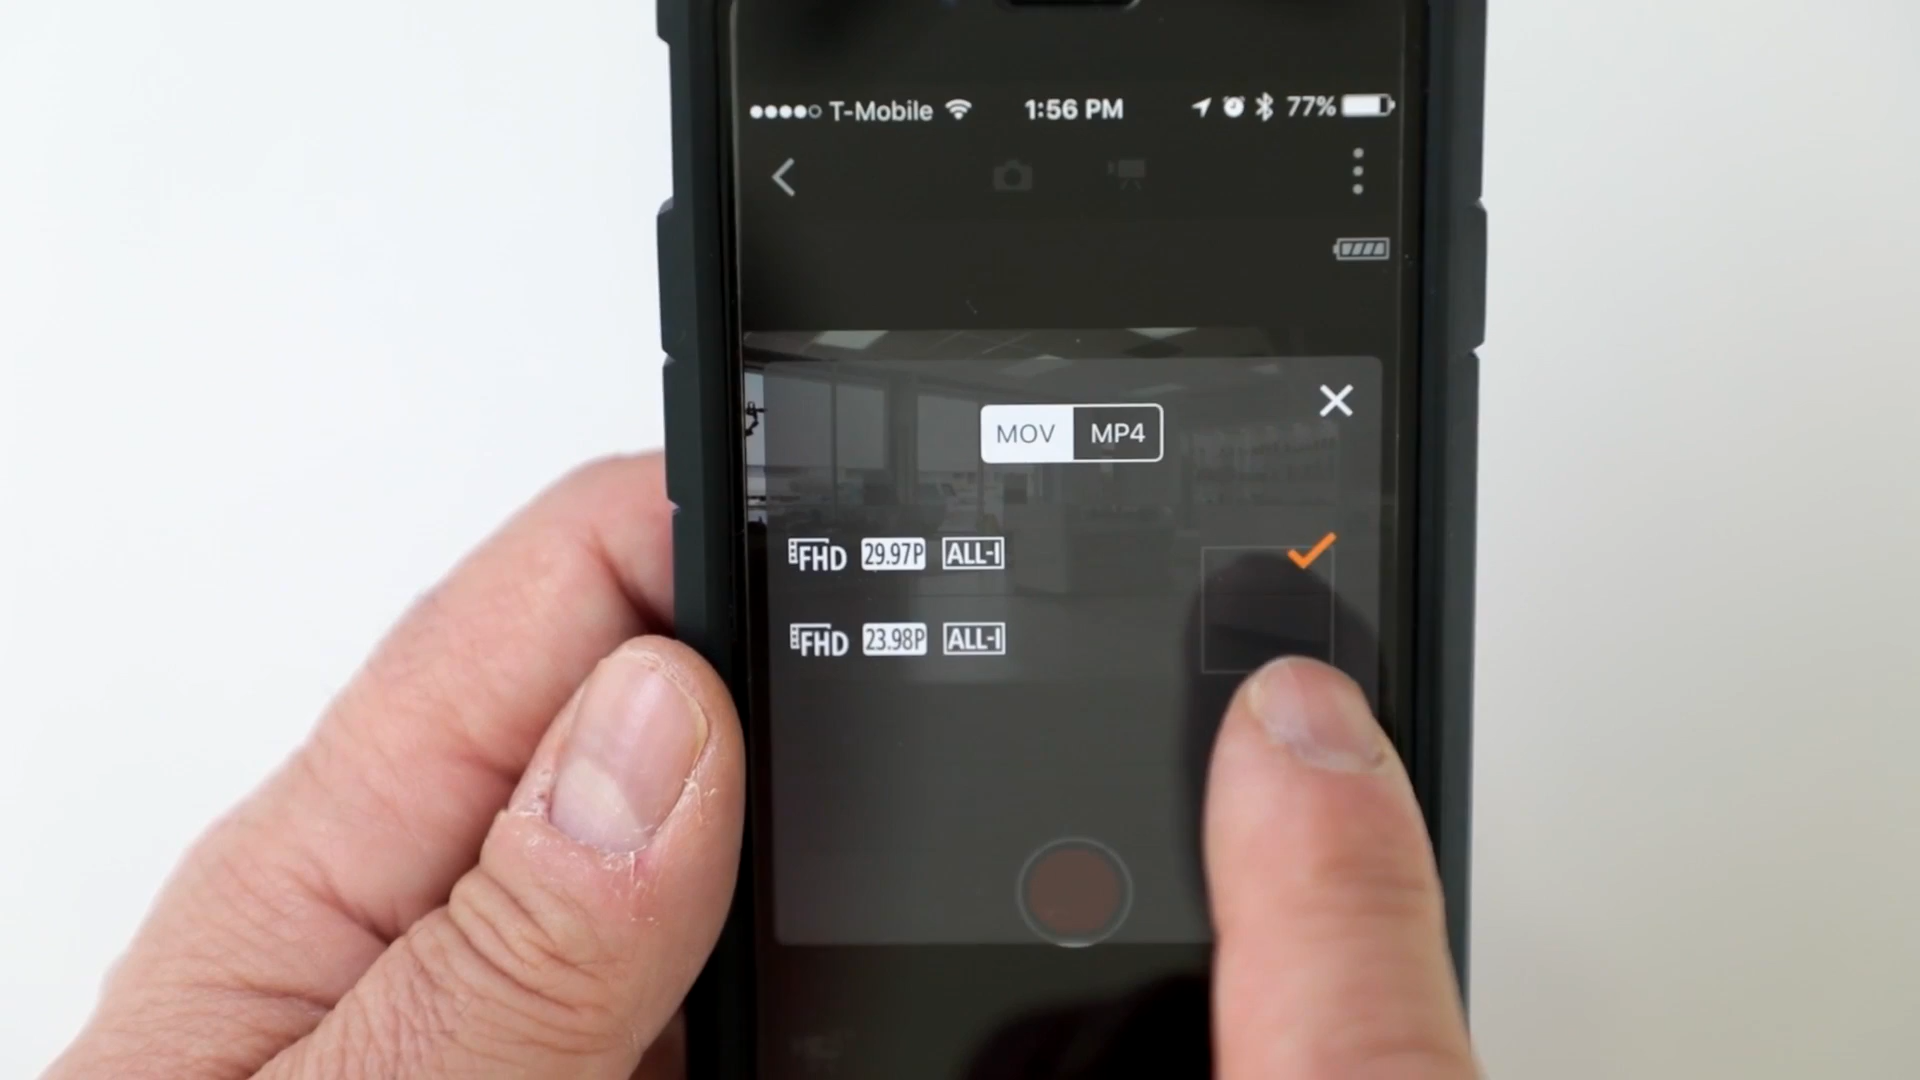 T-Mobile 1:56 PM 77%
MOV MP4
FHD 29.97P ALL-I
FHD 23.98P ALL-I